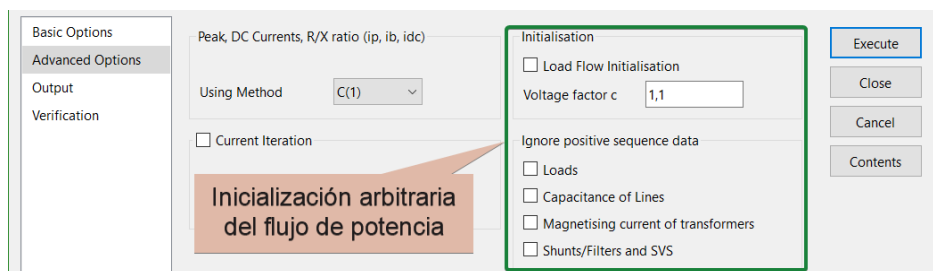 Basic Options
Advanced Options
Output
Verification
Peak, DC Currents, R/X ratio (ip, ib, idc)
Using Method C(1)
Current Iteration
Inicialización arbitraria
del flujo de potencia
Initialisation
Load Flow Initialisation
Voltage factor c 1,1
Ignore positive sequence data
Loads
Capacitance of Lines
Magnetising current of transformers
Shunts/Filters and SVS
Execute
Close
Cancel
Contents